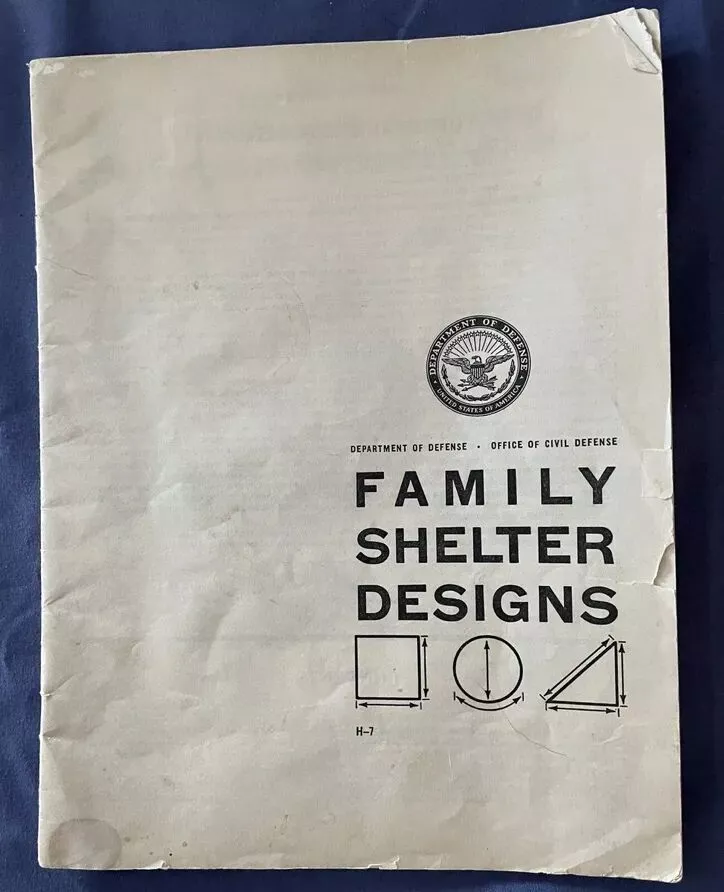 DEPARTMENT OF DEFENSE
UNITED STATES OF AMERICA
DEPARTMENT OF DEFENSE • OFFICE OF CIVIL DEFENSE
FAMILY
SHELTER
DESIGNS
H-7